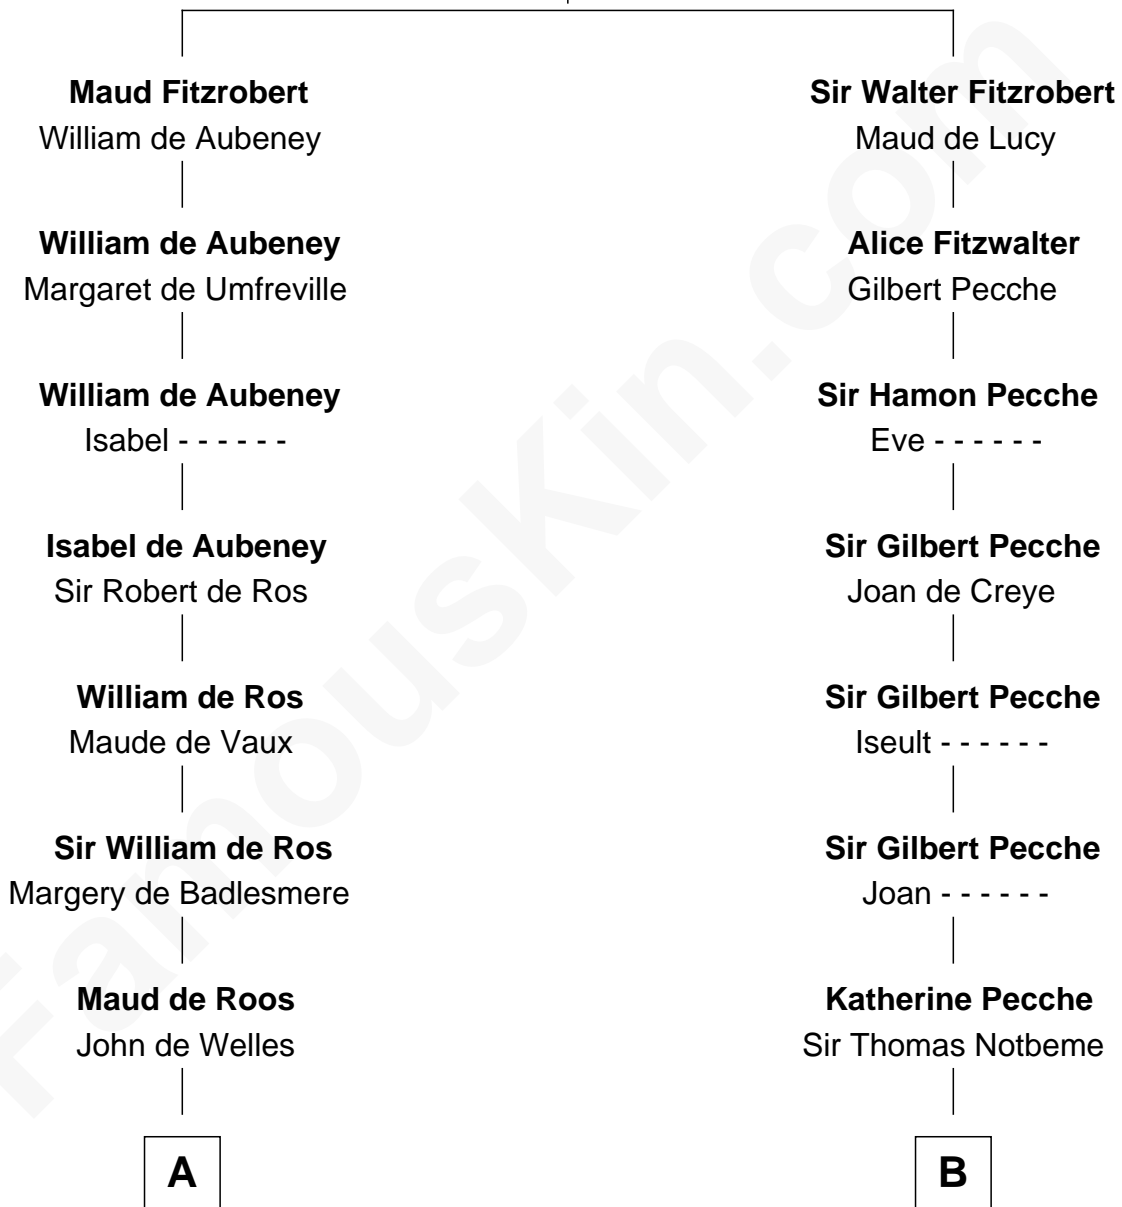 Maud Fitzrobert
William de Aubeney
William de Aubeney
Margaret de Umfreville
William de Aubeney
Isabel - - - - - -
Isabel de Aubeney
Sir Robert de Ros
William de Ros
Maude de Vaux
Sir William de Ros
Margery de Badlesmere
Maud de Roos
John de Welles
A
Sir Walter Fitzrobert
Maud de Lucy
Alice Fitzwalter
Gilbert Pecche
Sir Hamon Pecche
Eve - - - - - -
Sir Gilbert Pecche
Joan de Creye
Sir Gilbert Pecche
Iseult - - - - - -
Sir Gilbert Pecche
Joan - - - - - -
Katherine Pecche
Sir Thomas Notbeme
B
FamousKin.com